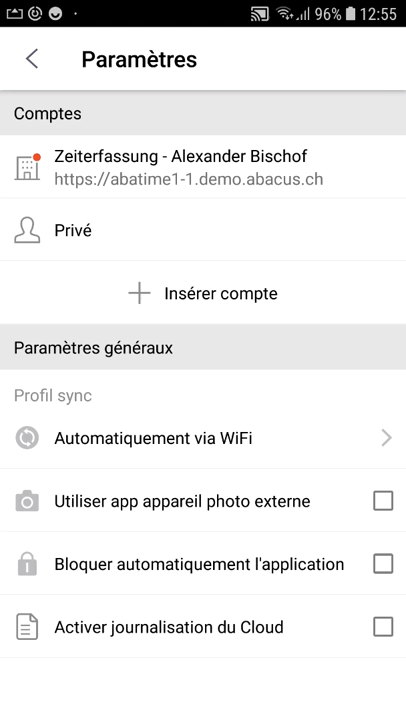 96% 12:55
Paramètres
Comptes
Zeiterfassung - Alexander Bischof
https://abatime1-1.demo.abacus.ch
Privé
Insérer compte
Paramètres généraux
Profil sync
Automatiquement via WiFi
Utiliser app appareil photo externe
Bloquer automatiquement l'application
Activer journalisation du Cloud